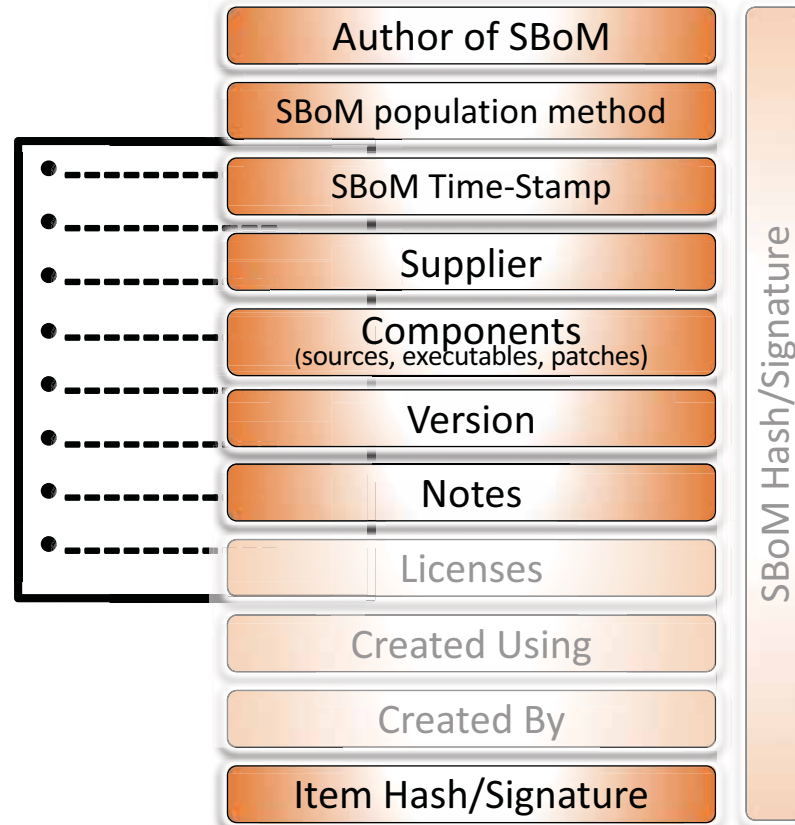 Author of SBoM
SBoM population method
SBoM Time-Stamp
Supplier
Components
(sources, executables, patches)
Version
Notes
Licenses
Created Using
Created By
Item Hash/Signature
SBoM Hash/Signature